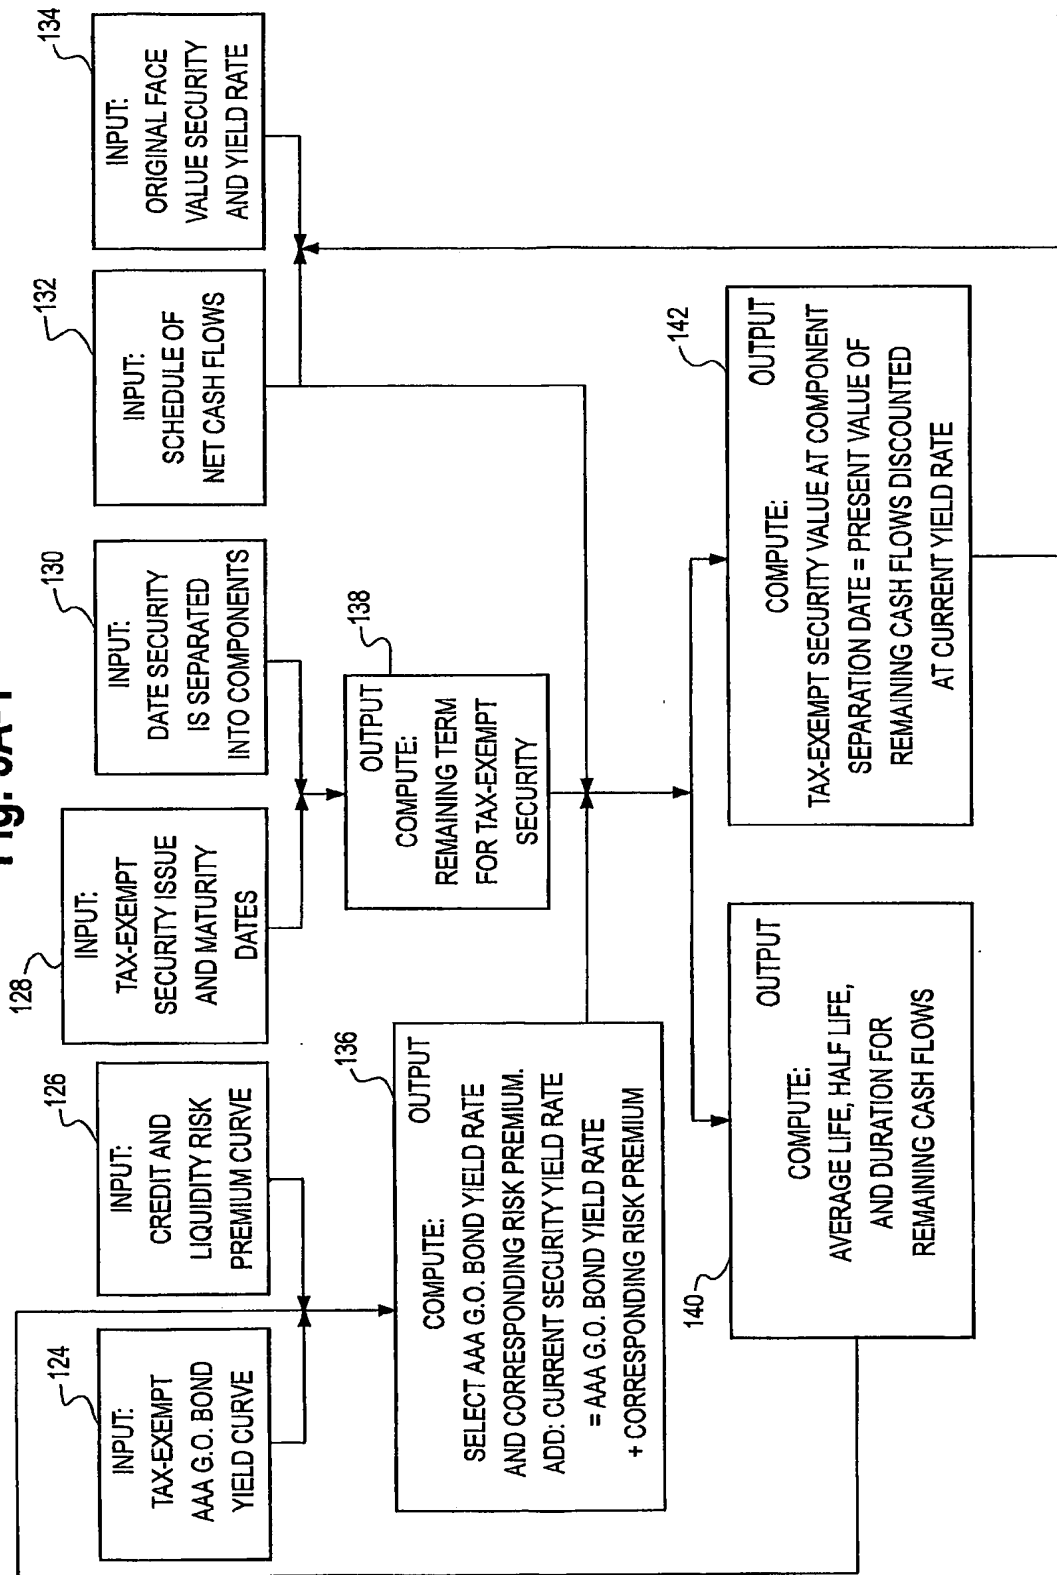 124
INPUT:
TAX-EXEMPT
AAA G.O. BOND
YIELD CURVE
126
INPUT:
CREDIT AND
LIQUIDITY RISK
PREMIUM CURVE
128
INPUT:
TAX-EXEMPT
SECURITY ISSUE
AND MATURITY
DATES
130
INPUT:
DATE SECURITY
IS SEPARATED
INTO COMPONENTS
132
INPUT:
SCHEDULE OF
NET CASH FLOWS
134
INPUT:
ORIGINAL FACE
VALUE SECURITY
AND YIELD RATE
136
OUTPUT
COMPUTE:
SELECT AAA G.O. BOND YIELD RATE
AND CORRESPONDING RISK PREMIUM.
ADD: CURRENT SECURITY YIELD RATE
= AAA G.O. BOND YIELD RATE
+ CORRESPONDING RISK PREMIUM
138
OUTPUT
COMPUTE:
REMAINING TERM
FOR TAX-EXEMPT
SECURITY
140
OUTPUT
COMPUTE:
AVERAGE LIFE, HALF LIFE,
AND DURATION FOR
REMAINING CASH FLOWS
142
OUTPUT
COMPUTE:
TAX-EXEMPT SECURITY VALUE AT COMPONENT
SEPARATION DATE = PRESENT VALUE OF
REMAINING CASH FLOWS DISCOUNTED
AT CURRENT YIELD RATE